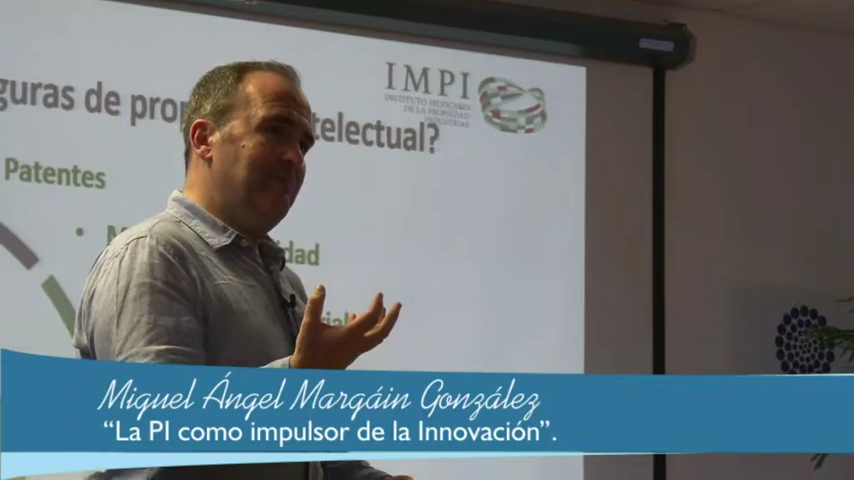 IMPI
INSTITUTO MEXICANO
DE LA PROPIEDAD
INDUSTRIAL
guras de pro telectual?
Patentes
dad
Miguel Ángel Margáin González
“La PI como impulsor de la Innovación”.